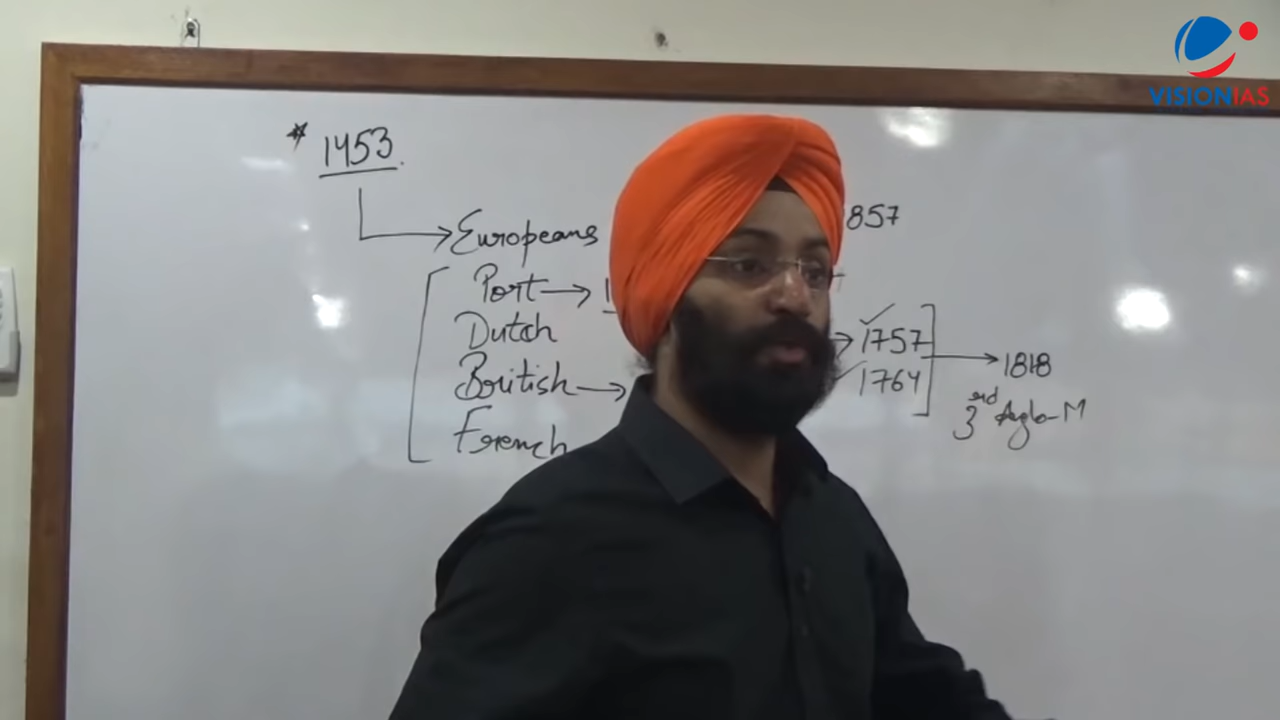 VISIONIAS
* 1453.
Europeans
857
Port →
Dutch
→ 1757
British → 1764
→ 1818
3rd Anglo-M
French